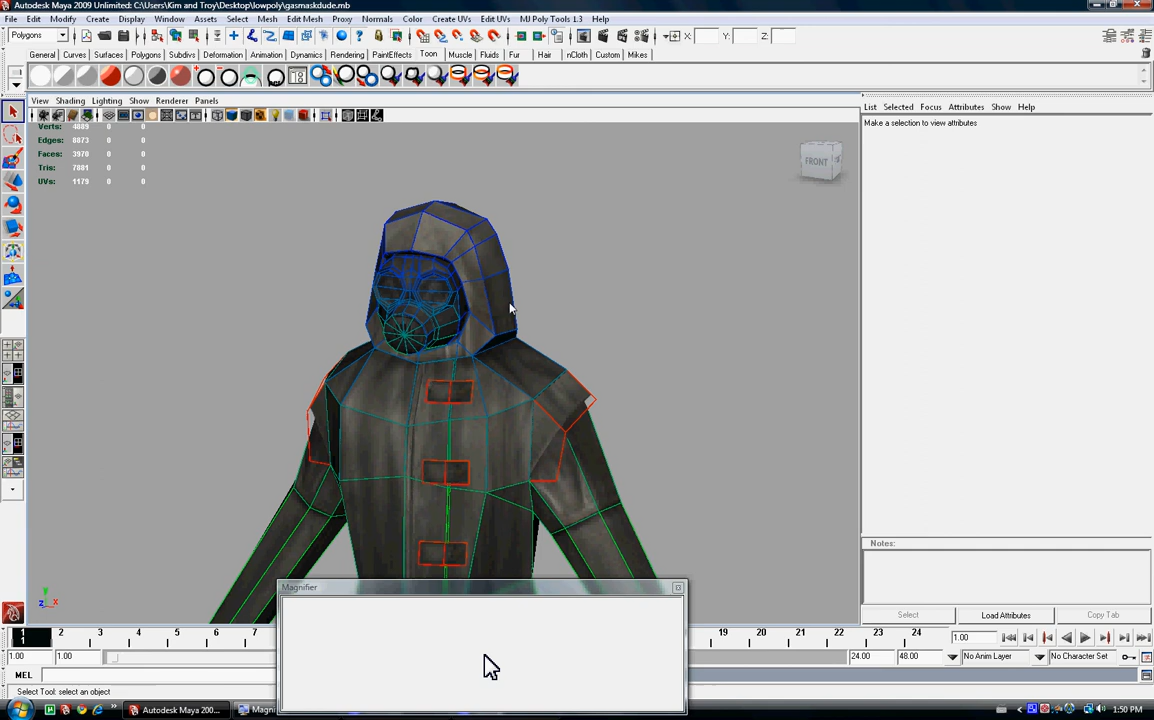 Autodesk Maya 2009 Unlimited: C:\Users\Kim and Troy\Desktop\lowpoly\gasmaskdude.mb
File Edit Modify Create Display Window Assets Select Mesh Edit Mesh Proxy Normals Color Create UVs Edit UVs MJ Poly Tools 1.3 Help
Polygons X: Y: Z:
General Curves Surfaces Polygons Subdivs Deformation Animation Dynamics Rendering PaintEffects Toon Muscle Fluids Fur Hair nCloth Custom Mikes
View Shading Lighting Show Renderer Panels
List Selected Focus Attributes Show Help
Make a selection to view attributes
Verts: 4809 0 0
Edges: 8873 0 0
Faces: 3970 0 0
Tris: 7881 0 0
UVs: 1179 0 0
FRONT
Notes:
Magnifier
Select Load Attributes Copy Tab
1 2 3 4 5 6 7 19 20 21 22 23 24 1.00
1
1.00 1.00 1 24.00 48.00 No Anim Layer No Character Set
MEL
Select Tool: select an object
Autodesk Maya 200... Magni 1:50 PM